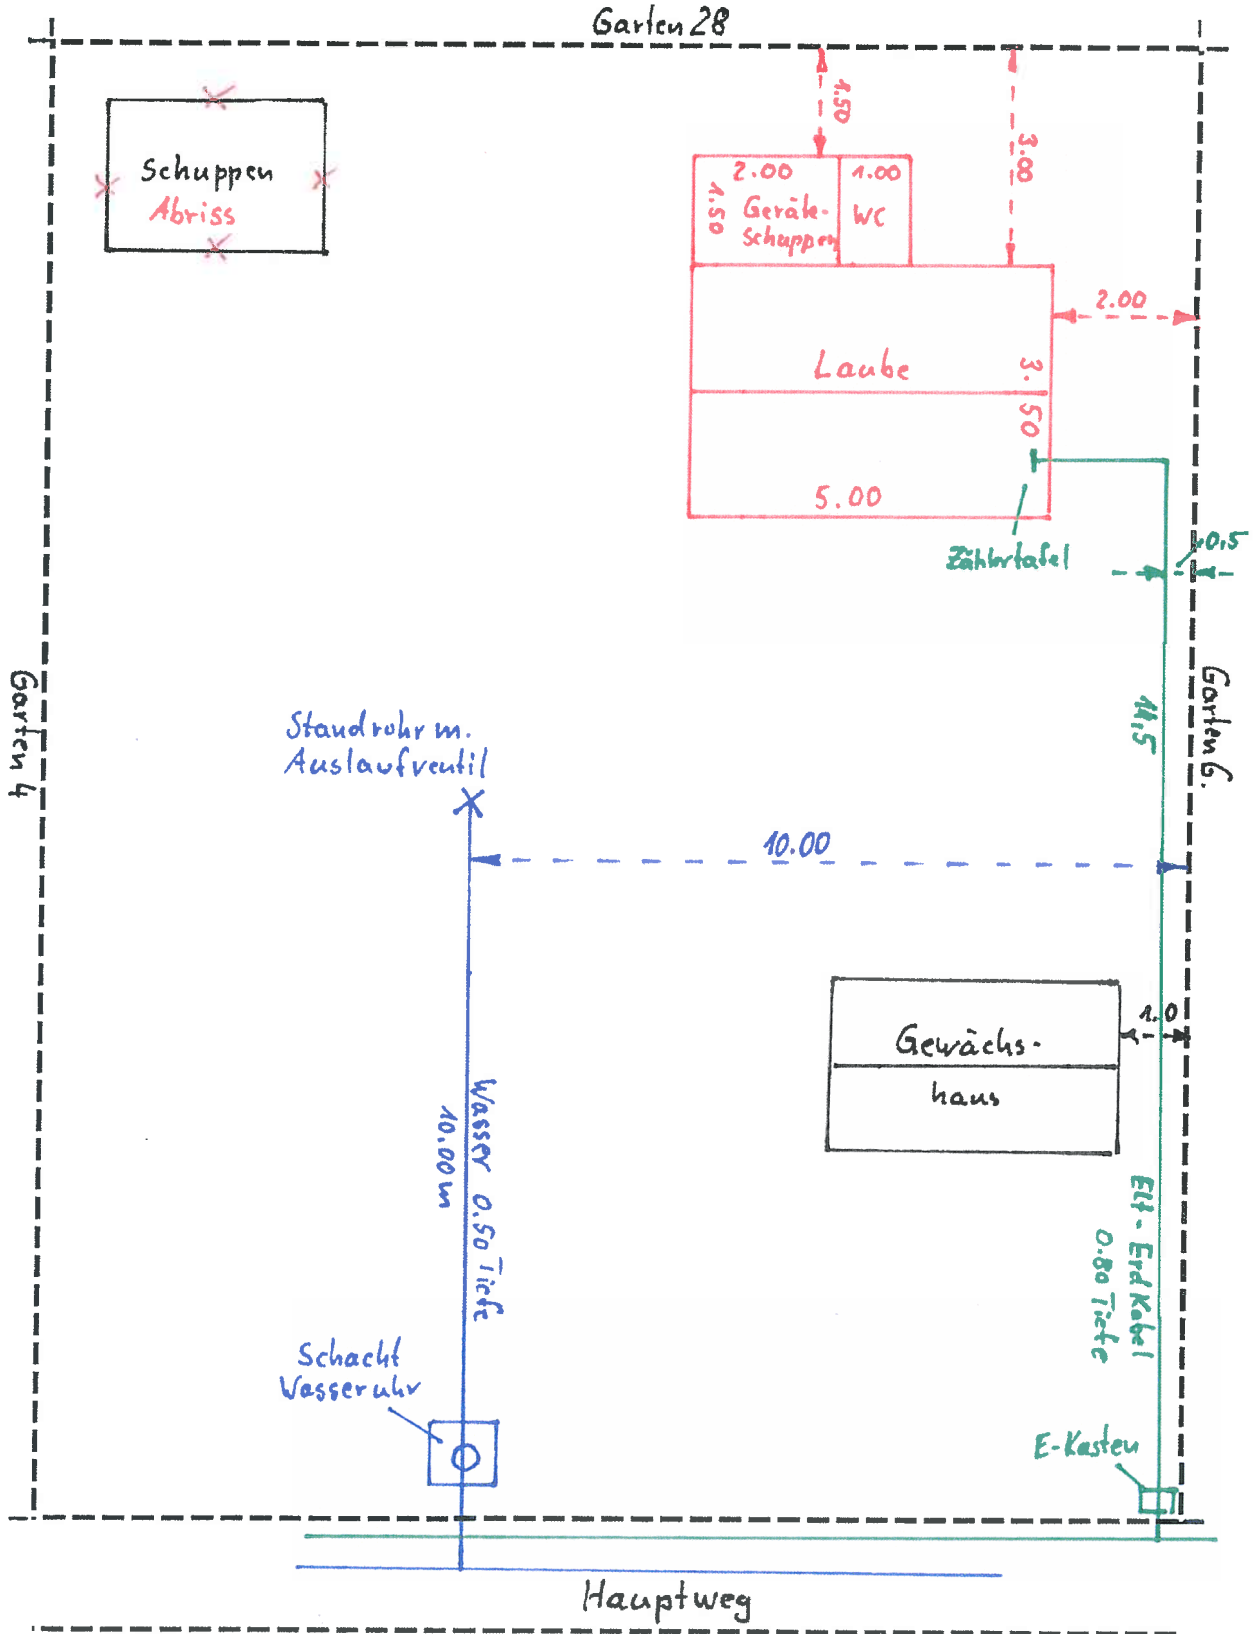 Garten 28
1.50
3.00
Schuppen
Abriss
2.00
1.00
1.50
Geräte-
schuppen
WC
2.00
Laube
3.50
5.00
Zählertafel
0,5
Garten 4
Garten 6.
14,5
Standrohr m.
Auslaufventil
10.00
1.0
Gewächs-
haus
Wasser 0.50 Tiefe
10.00 m
Elt-Erdkabel
0.80 Tiefe
Schacht
Wasseruhr
E-Kasten
Hauptweg